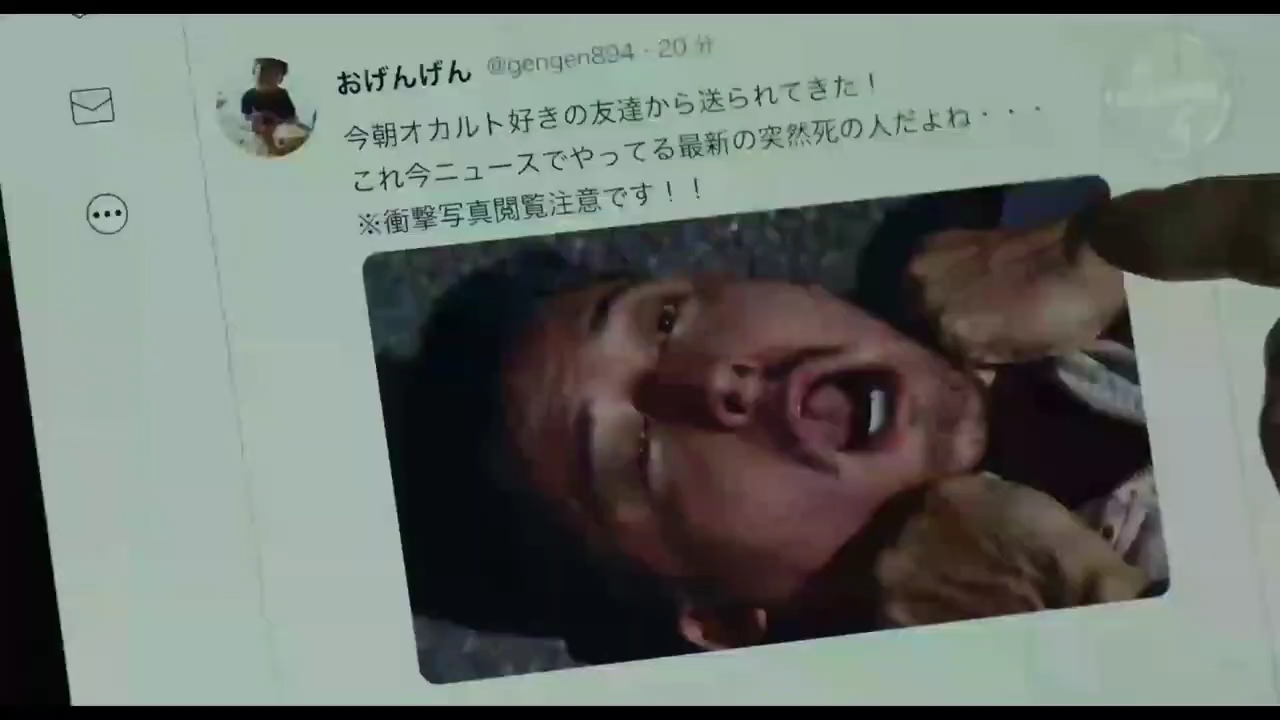 おげんげん @gengen894・20分
今朝オカルト好きの友達から送られてきた！
これ今ニュースでやってる最新の突然死の人だよね・・・
※衝撃写真閲覧注意です！！